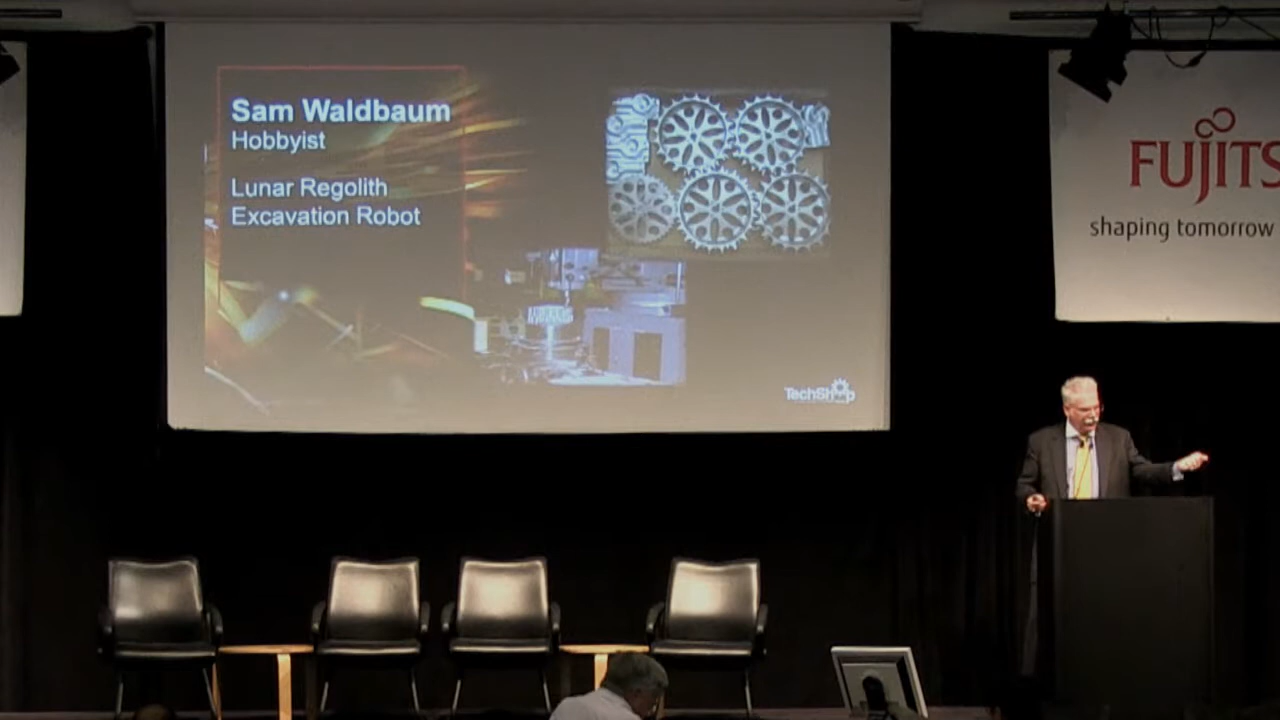 Sam Waldbaum
Hobbyist
Lunar Regolith
Excavation Robot
TechShop
FUJITS
shaping tomorrow